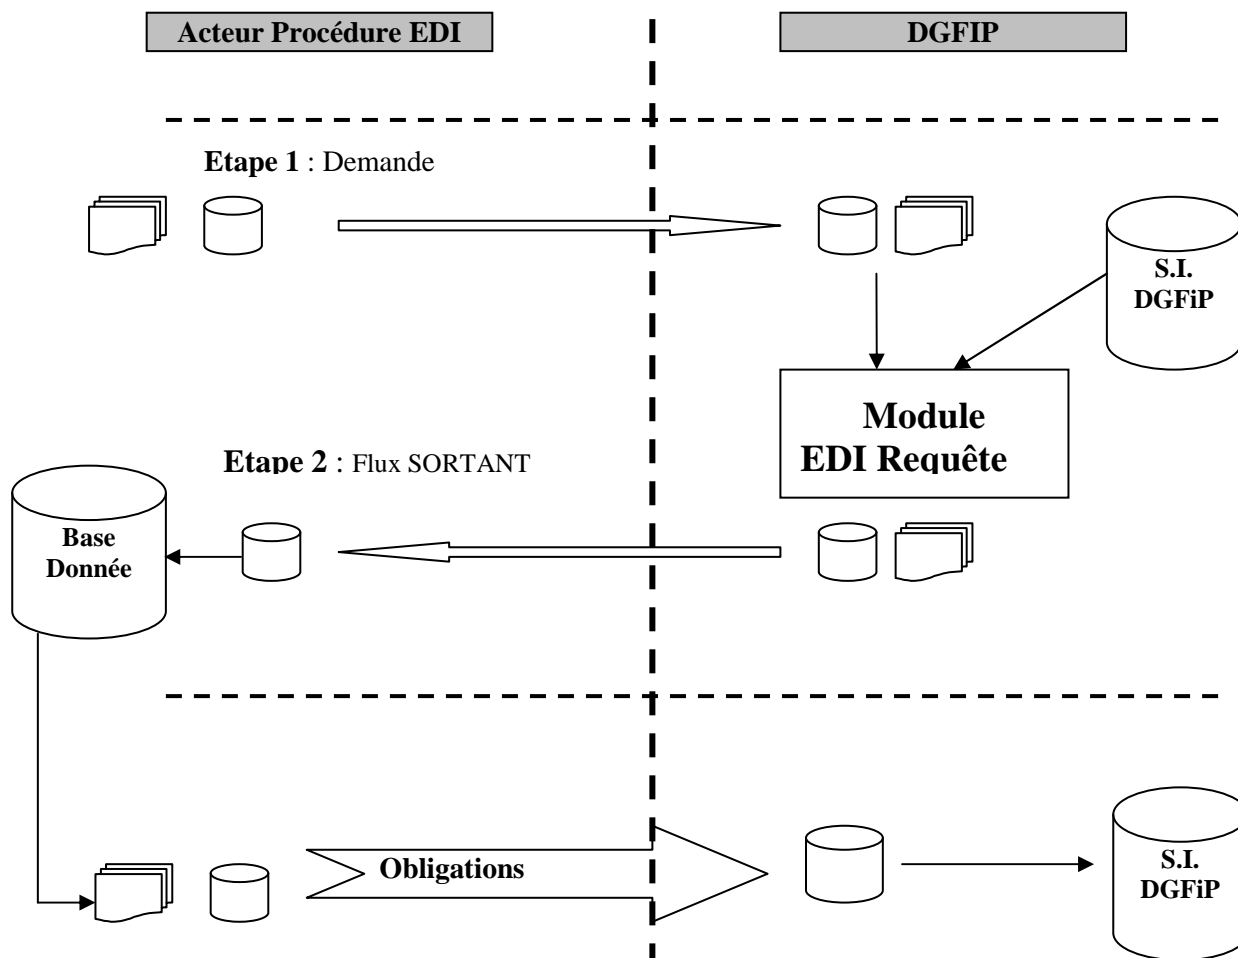 Acteur Procédure EDI
DGFIP
Etape 1 : Demande
S.I.
DGFiP
Module
EDI Requête
Etape 2 : Flux SORTANT
Base
Donnée
Obligations
S.I.
DGFiP